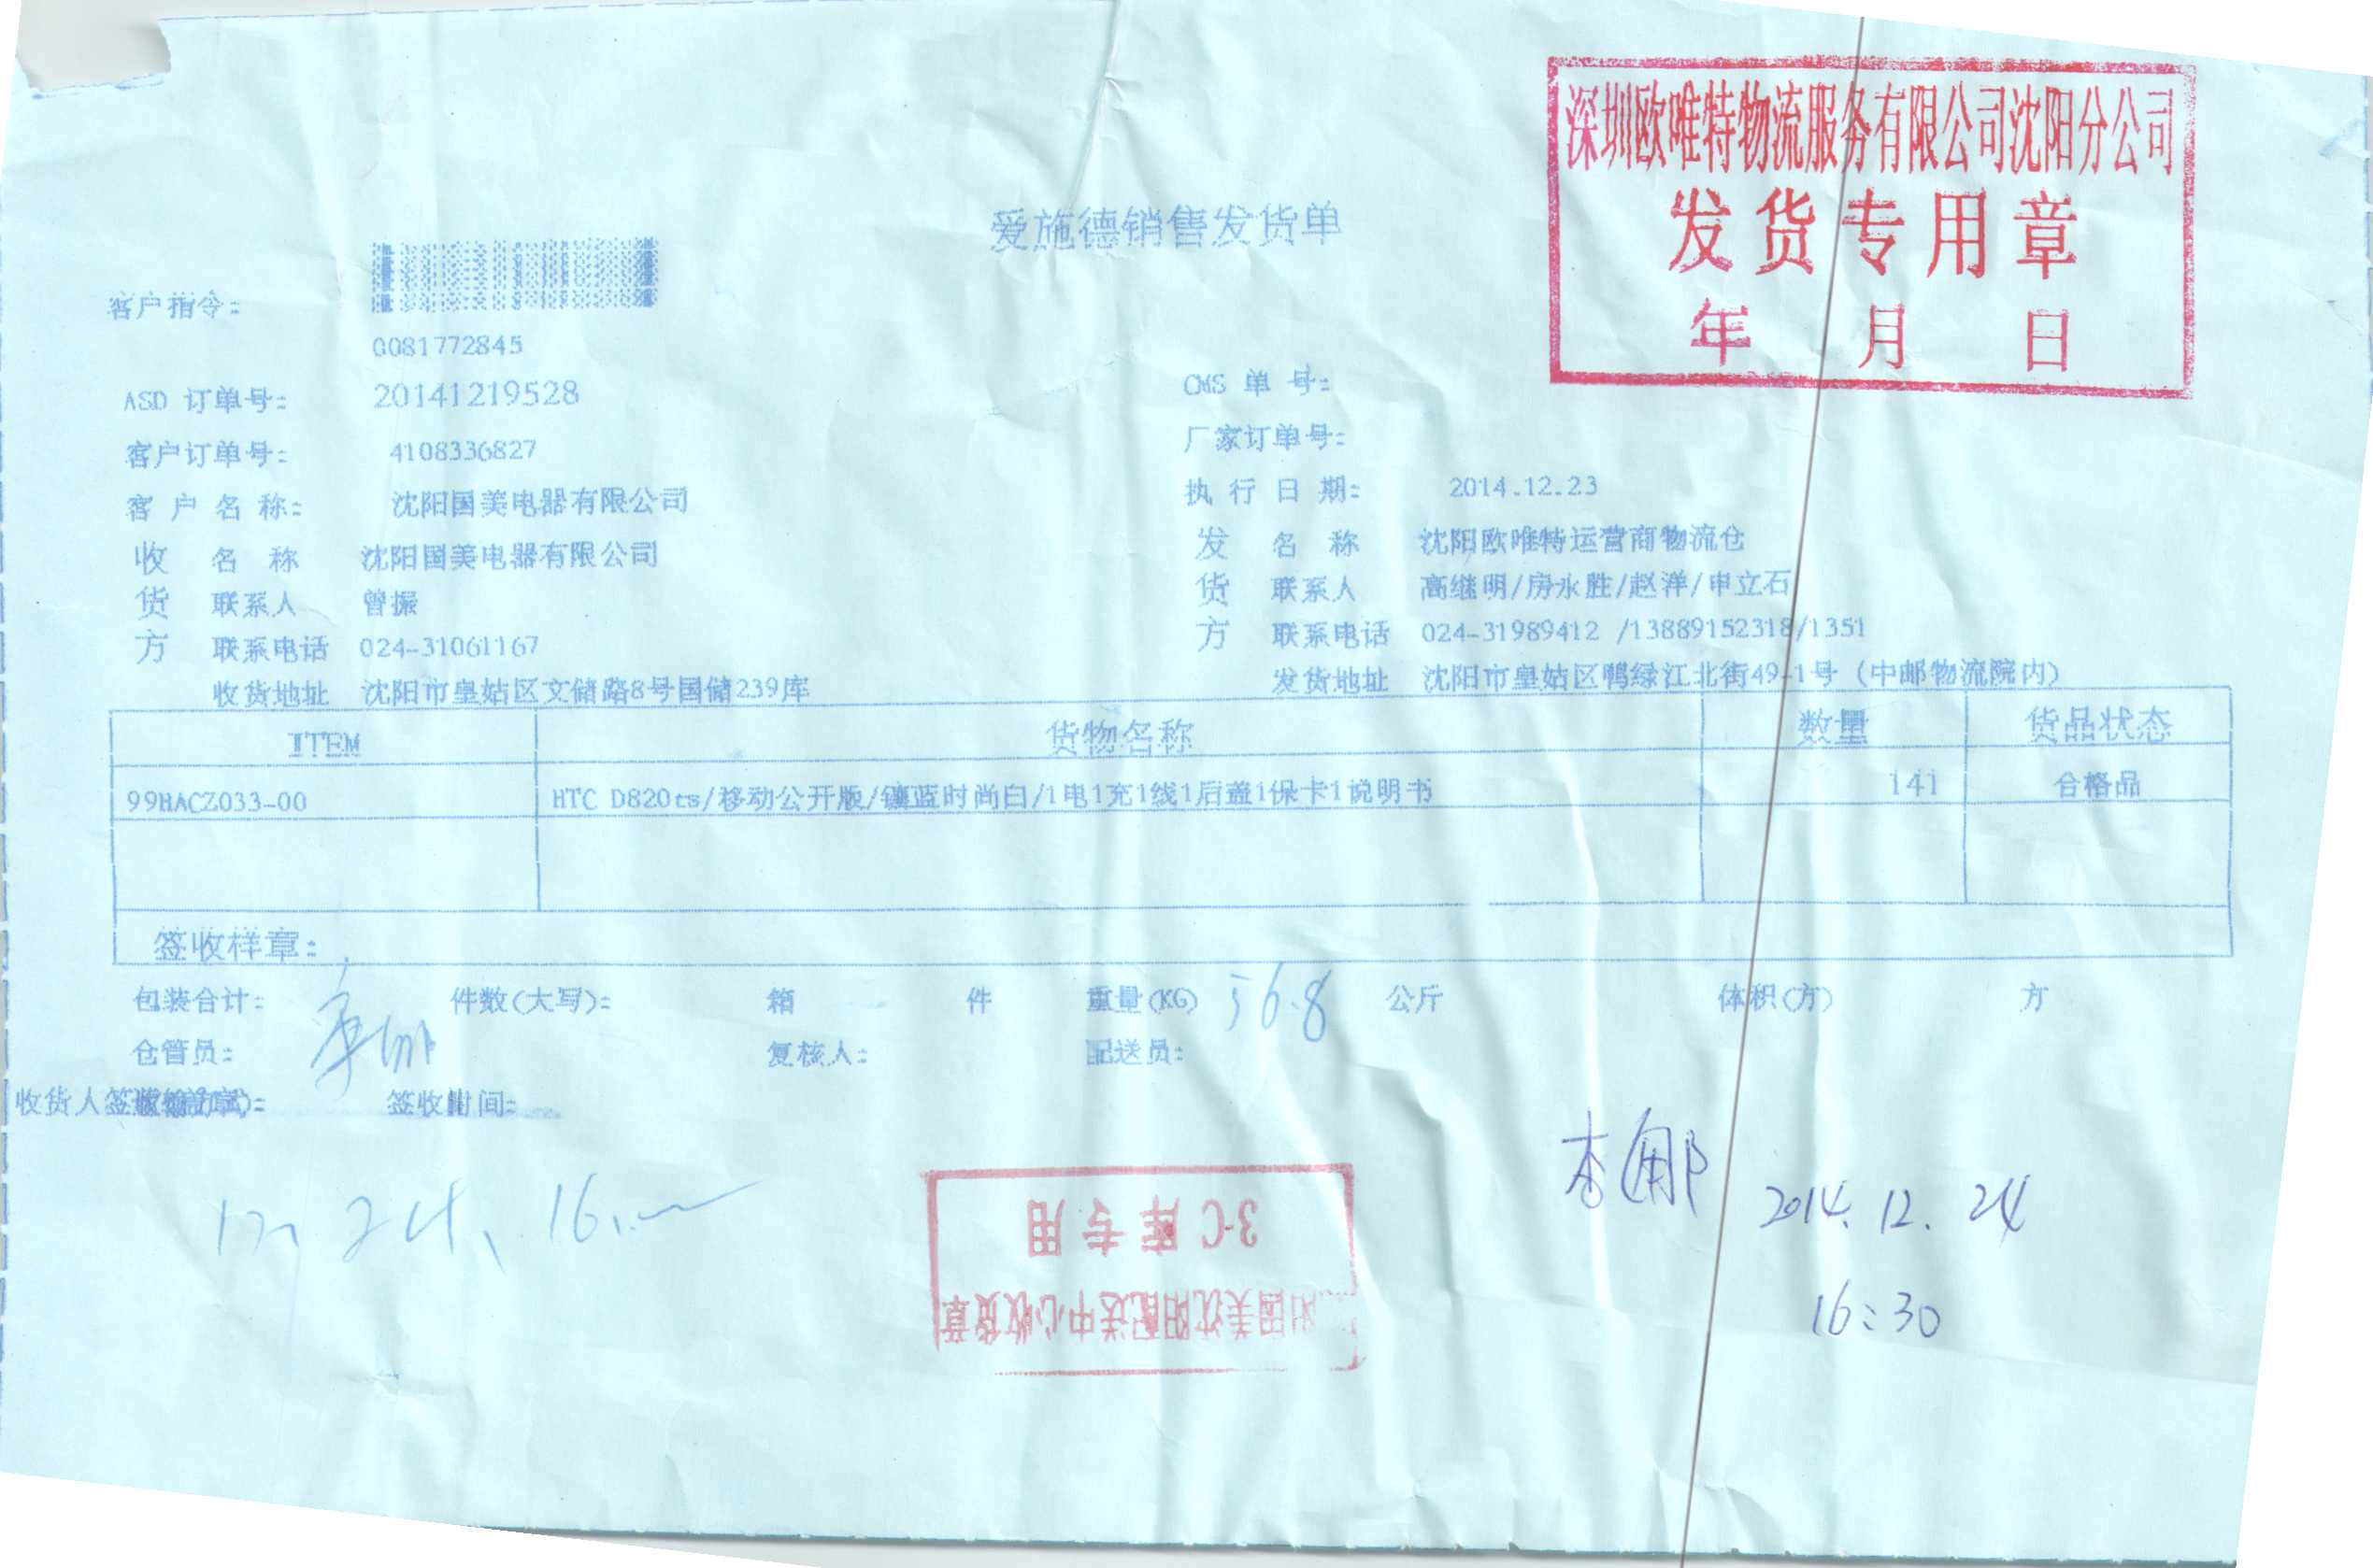 深圳欧唯特物流服务有限公司沈阳分公司
发货专用章
年 月 日
爱施德销售发货单
客户指令:
0081772845
ASD 订单号: 20141219528
CMS 单 号:
客户订单号: 4108336827
厂家订单号:
客 户 名 称: 沈阳国美电器有限公司
执 行 日 期: 2014.12.23
收 名 称 沈阳国美电器有限公司
发 名 称 沈阳欧唯特运营商物流仓
货 联系人 曾振
货 联系人 高继明/房永胜/赵洋/申立石
方 联系电话 024-31061167
方 联系电话 024-31989412 /13889152318/1351
收货地址 沈阳市皇姑区文储路8号国储239库
发货地址 沈阳市皇姑区鸭绿江北街49-1号 (中邮物流院内)
ITEM 货物名称 数量 货品状态
99HACZ033-00 HTC D820ts/移动公开版/镶蓝时尚白/1电1充1线1后盖1保卡1说明书 141 合格品
签收样章:
包装合计: 件数(大写): 箱 件 重量(KG) 56.8 公斤 体积(方) 方
仓管员: 复核人: 配送员:
收货人签 签收时间:
2014.12.24
16:30
3C库专用
阳国美沈阳配送中心收货章